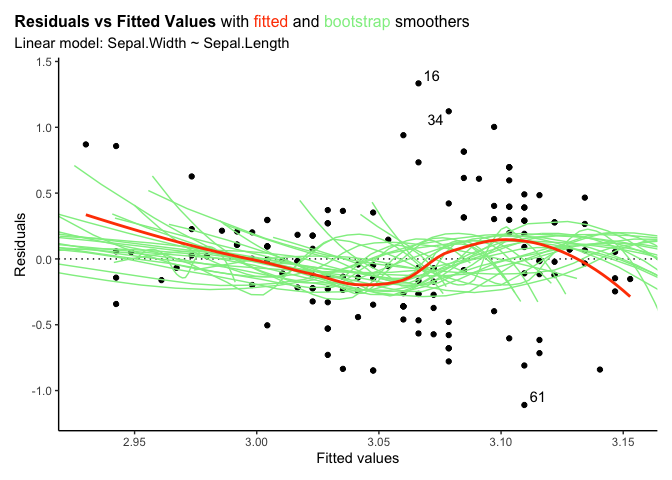 Residuals vs Fitted Values with fitted and bootstrap smoothers
Linear model: Sepal.Width ~ Sepal.Length
1.5
16
34
1.0
0.5
Residuals
0.0
-0.5
-1.0
61
2.95 3.00 3.05 3.10 3.15
Fitted values